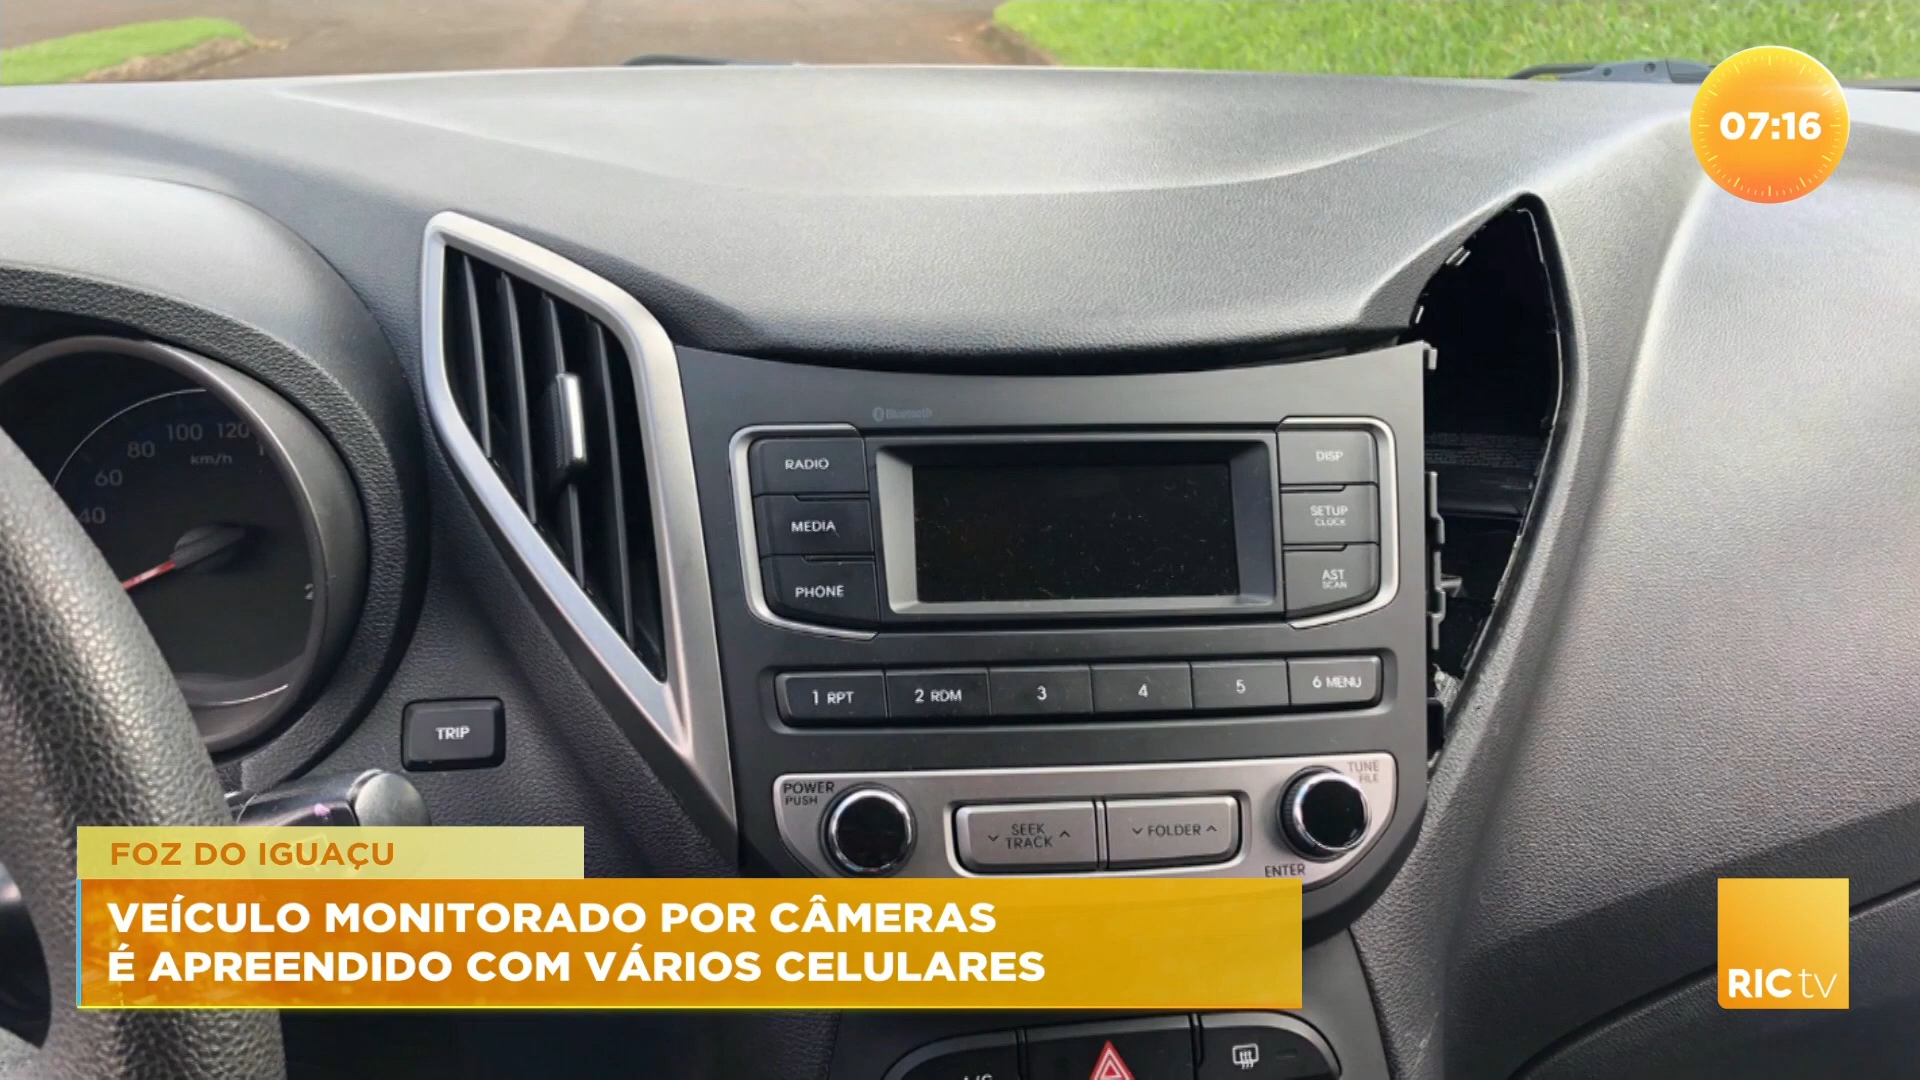 07:16
Bluetooth
RADIO
MEDIA
PHONE
DISP
SETUP
CLOCK
AST
SCAN
100 120
80
km/h
60
40
2
1 RPT
2 RDM
3
4
5
6 MENU
TRIP
POWER
PUSH
SEEK
TRACK
FOLDER
TUNE
FILE
ENTER
FOZ DO IGUAÇU
VEÍCULO MONITORADO POR CÂMERAS
É APREENDIDO COM VÁRIOS CELULARES
RIC tv
A/C